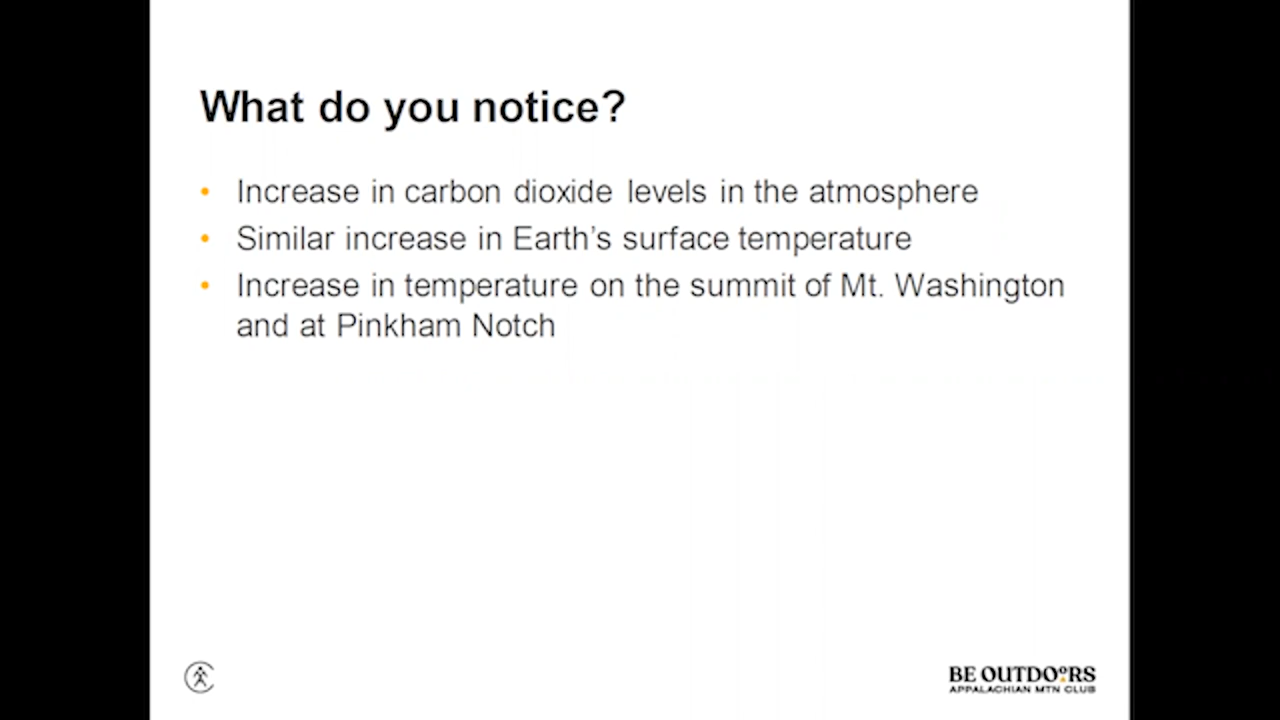 What do you notice?
• Increase in carbon dioxide levels in the atmosphere
• Similar increase in Earth’s surface temperature
• Increase in temperature on the summit of Mt. Washington
and at Pinkham Notch
BE OUTDOORS
APPALACHIAN MTN CLUB